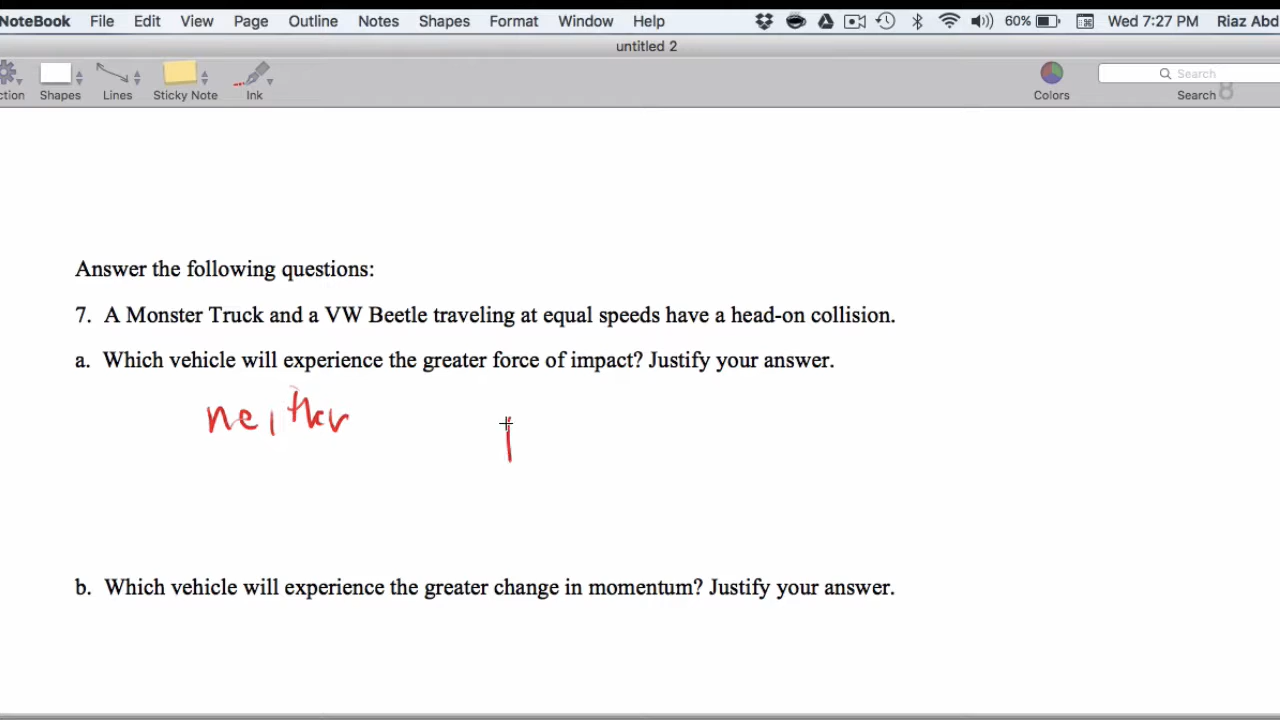 NoteBook File Edit View Page Outline Notes Shapes Format Window Help 60% Wed 7:27 PM Riaz Abd
untitled 2
ction Shapes Lines Sticky Note Ink Colors Search
Search 8
Answer the following questions:
7. A Monster Truck and a VW Beetle traveling at equal speeds have a head-on collision.
a. Which vehicle will experience the greater force of impact? Justify your answer.
neither
b. Which vehicle will experience the greater change in momentum? Justify your answer.